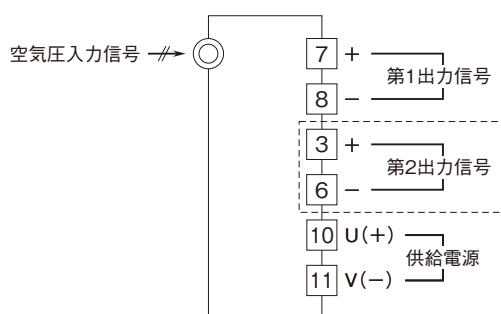 空気圧入力信号
7 +
第1出力信号
8 −
3 +
第2出力信号
6 −
10 U(+)
供給電源
11 V(−)